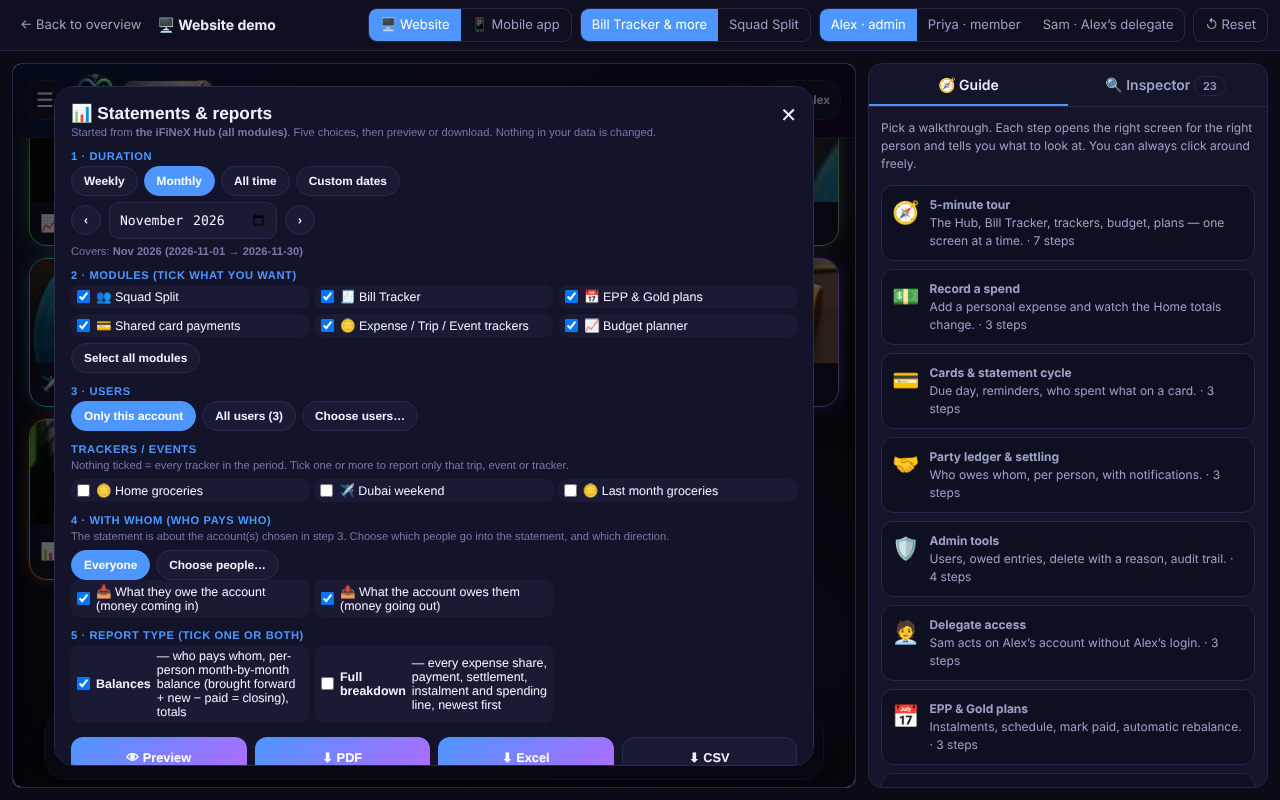 ← Back to overview
🖥️ Website demo
🖥️ Website
📱 Mobile app
Bill Tracker & more
Squad Split
Alex · admin
Priya · member
Sam · Alex's delegate
↺ Reset
📊 Statements & reports
✕
Started from the iFiNeX Hub (all modules). Five choices, then preview or download. Nothing in your data is changed.
1 · DURATION
Weekly
Monthly
All time
Custom dates
‹
November 2026
›
Covers: Nov 2026 (2026-11-01 → 2026-11-30)
2 · MODULES (TICK WHAT YOU WANT)
👥 Squad Split
🧾 Bill Tracker
📅 EPP & Gold plans
💳 Shared card payments
🪙 Expense / Trip / Event trackers
📈 Budget planner
Select all modules
3 · USERS
Only this account
All users (3)
Choose users…
TRACKERS / EVENTS
Nothing ticked = every tracker in the period. Tick one or more to report only that trip, event or tracker.
🪙 Home groceries
✈️ Dubai weekend
🪙 Last month groceries
4 · WITH WHOM (WHO PAYS WHO)
The statement is about the account(s) chosen in step 3. Choose which people go into the statement, and which direction.
Everyone
Choose people…
📥 What they owe the account
(money coming in)
📤 What the account owes them
(money going out)
5 · REPORT TYPE (TICK ONE OR BOTH)
Balances
— who pays whom, per-
person month-by-month
balance (brought forward
+ new − paid = closing),
totals
Full
breakdown
— every expense share,
payment, settlement,
instalment and spending
line, newest first
👁 Preview
⬇ PDF
⬇ Excel
⬇ CSV
lex
🧭 Guide
🔍 Inspector 23
Pick a walkthrough. Each step opens the right screen for the right
person and tells you what to look at. You can always click around
freely.
5-minute tour
The Hub, Bill Tracker, trackers, budget, plans — one
screen at a time. · 7 steps
Record a spend
Add a personal expense and watch the Home totals
change. · 3 steps
Cards & statement cycle
Due day, reminders, who spent what on a card. · 3
steps
Party ledger & settling
Who owes whom, per person, with notifications. · 3
steps
Admin tools
Users, owed entries, delete with a reason, audit trail. ·
4 steps
Delegate access
Sam acts on Alex's account without Alex's login. · 3
steps
EPP & Gold plans
Instalments, schedule, mark paid, automatic rebalance.
· 3 steps